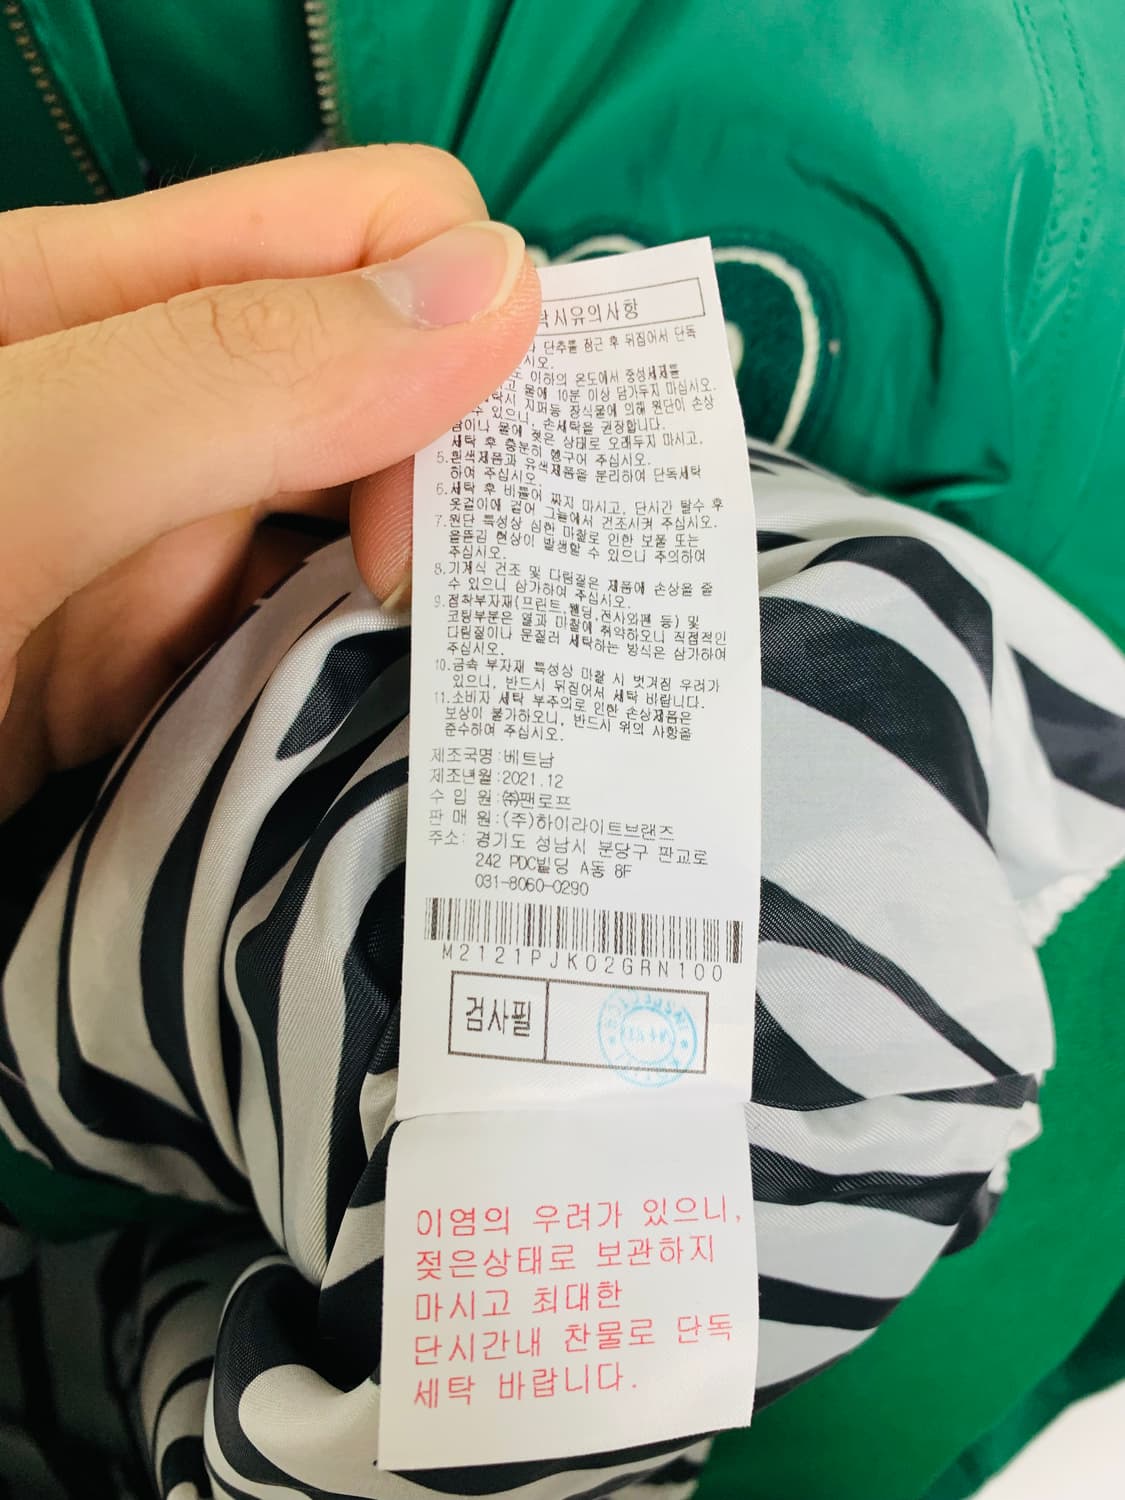 탁시유의사항
단추를 잠근 후 뒤집어서 단독
시오.
이하의 온도에서 중성세제를
고 물에 10분 이상 담가두지 마십시오.
탁시 지퍼등 장식물에 의해 원단이 손상
수 있으니, 손세탁을 권장합니다.
땀이나 물에 젖은 상태로 오래두지 마시고,
세탁 후 충분히 헹구어 주십시오.
5.흰색제품과 유색제품을 분리하여 단독세탁
하여 주십시오.
6.세탁 후 비틀어 짜지 마시고, 단시간 탈수 후
옷걸이에 걸어 그늘에서 건조시켜 주십시오.
7.원단 특성상 심한 마찰로 인한 보풀 또는
올뜯김 현상이 발생할 수 있으니 주의하여
주십시오.
8.기계식 건조 및 다림질은 제품에 손상을 줄
수 있으니 삼가하여 주십시오.
9.접착부자재(프린트,웰딩,전사와펜 등) 및
코팅부분은 열과 마찰에 취약하오니 직접적인
다림질이나 문질러 세탁하는 방식은 삼가하여
주십시오.
10.금속 부자재 특성상 마찰 시 벗겨짐 우려가
있으니, 반드시 뒤집어서 세탁 바랍니다.
11.소비자 세탁 부주의로 인한 손상제품은
보상이 불가하오니, 반드시 위의 사항을
준수하여 주십시오.
제조국명:베트남
제조년월:2021.12
수 입 원:㈜팬로프
판 매 원:(주)하이라이트브랜즈
주소: 경기도 성남시 분당구 판교로
242 PDC빌딩 A동 8F
031-8060-0290
M2121PJK02GRN100
검사필
이염의 우려가 있으니,
젖은상태로 보관하지
마시고 최대한
단시간내 찬물로 단독
세탁 바랍니다.